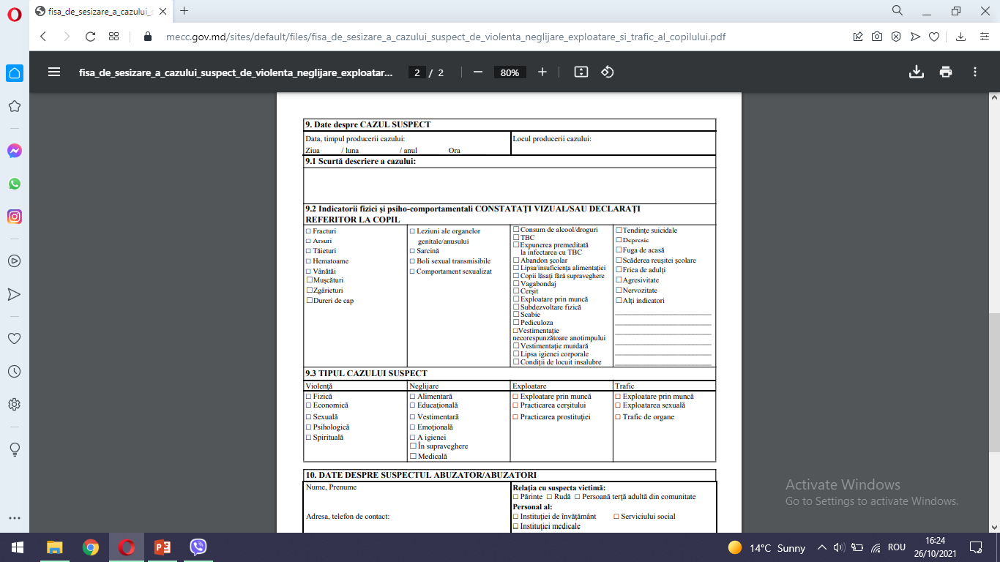 fisa_de_sesizare_a_cazului_s
mecc.gov.md/sites/default/files/fisa_de_sesizare_a_cazului_suspect_de_violenta_neglijare_exploatare_si_trafic_al_copilului.pdf
fisa_de_sesizare_a_cazului_suspect_de_violenta_neglijare_exploatar...
2 / 2
80%
9. Date despre CAZUL SUSPECT
Data, timpul producerii cazului:
Ziua / luna / anul Ora
Locul producerii cazului:
9.1 Scurtă descriere a cazului:
9.2 Indicatorii fizici şi psiho-comportamentali CONSTATAŢI VIZUAL/SAU DECLARAŢI
REFERITOR LA COPIL
☐ Fracturi
☐ Arsuri
☐ Tăieturi
☐ Hematoame
☐ Vânătăi
☐ Muşcături
☐ Zgârieturi
☐ Dureri de cap
☐ Leziuni ale organelor
genitale/anusului
☐ Sarcină
☐ Boli sexual transmisibile
☐ Comportament sexualizat
☐ Consum de alcool/droguri
☐ TBC
☐ Expunerea premeditată
la infectarea cu TBC
☐ Abandon şcolar
☐ Lipsa/insuficienţa alimentaţiei
☐ Copii lăsaţi fără supraveghere
☐ Vagabondaj
☐ Cerşit
☐ Exploatare prin muncă
☐ Subdezvoltare fizică
☐ Scabie
☐ Pediculoza
☐ Vestimentaţie
necorespunzătoare anotimpului
☐ Vestimentaţie murdară
☐ Lipsa igienei corporale
☐ Condiţii de locuit insalubre
☐ Tendinţe suicidale
☐ Depresie
☐ Fuga de acasă
☐ Scăderea reuşitei şcolare
☐ Frica de adulţi
☐ Agresivitate
☐ Nervozitate
☐ Alţi indicatori
9.3 TIPUL CAZULUI SUSPECT
Violenţă
☐ Fizică
☐ Economică
☐ Sexuală
☐ Psihologică
☐ Spirituală
Neglijare
☐ Alimentară
☐ Educaţională
☐ Vestimentară
☐ Emoţională
☐ A igienei
☐ În supraveghere
☐ Medicală
Exploatare
☐ Exploatare prin muncă
☐ Practicarea cerşitului
☐ Practicarea prostituţiei
Trafic
☐ Exploatare prin muncă
☐ Exploatarea sexuală
☐ Trafic de organe
10. DATE DESPRE SUSPECTUL ABUZATOR/ABUZATORI
Nume, Prenume
Adresa, telefon de contact:
Relaţia cu suspecta victimă:
☐ Părinte ☐ Rudă ☐ Persoană terţă adultă din comunitate
Personal al:
☐ Instituţiei de învăţământ ☐ Serviciului social
☐ Instituţiei medicale
Activate Windows
Go to Settings to activate Windows.
14°C Sunny
ROU
16:24
26/10/2021